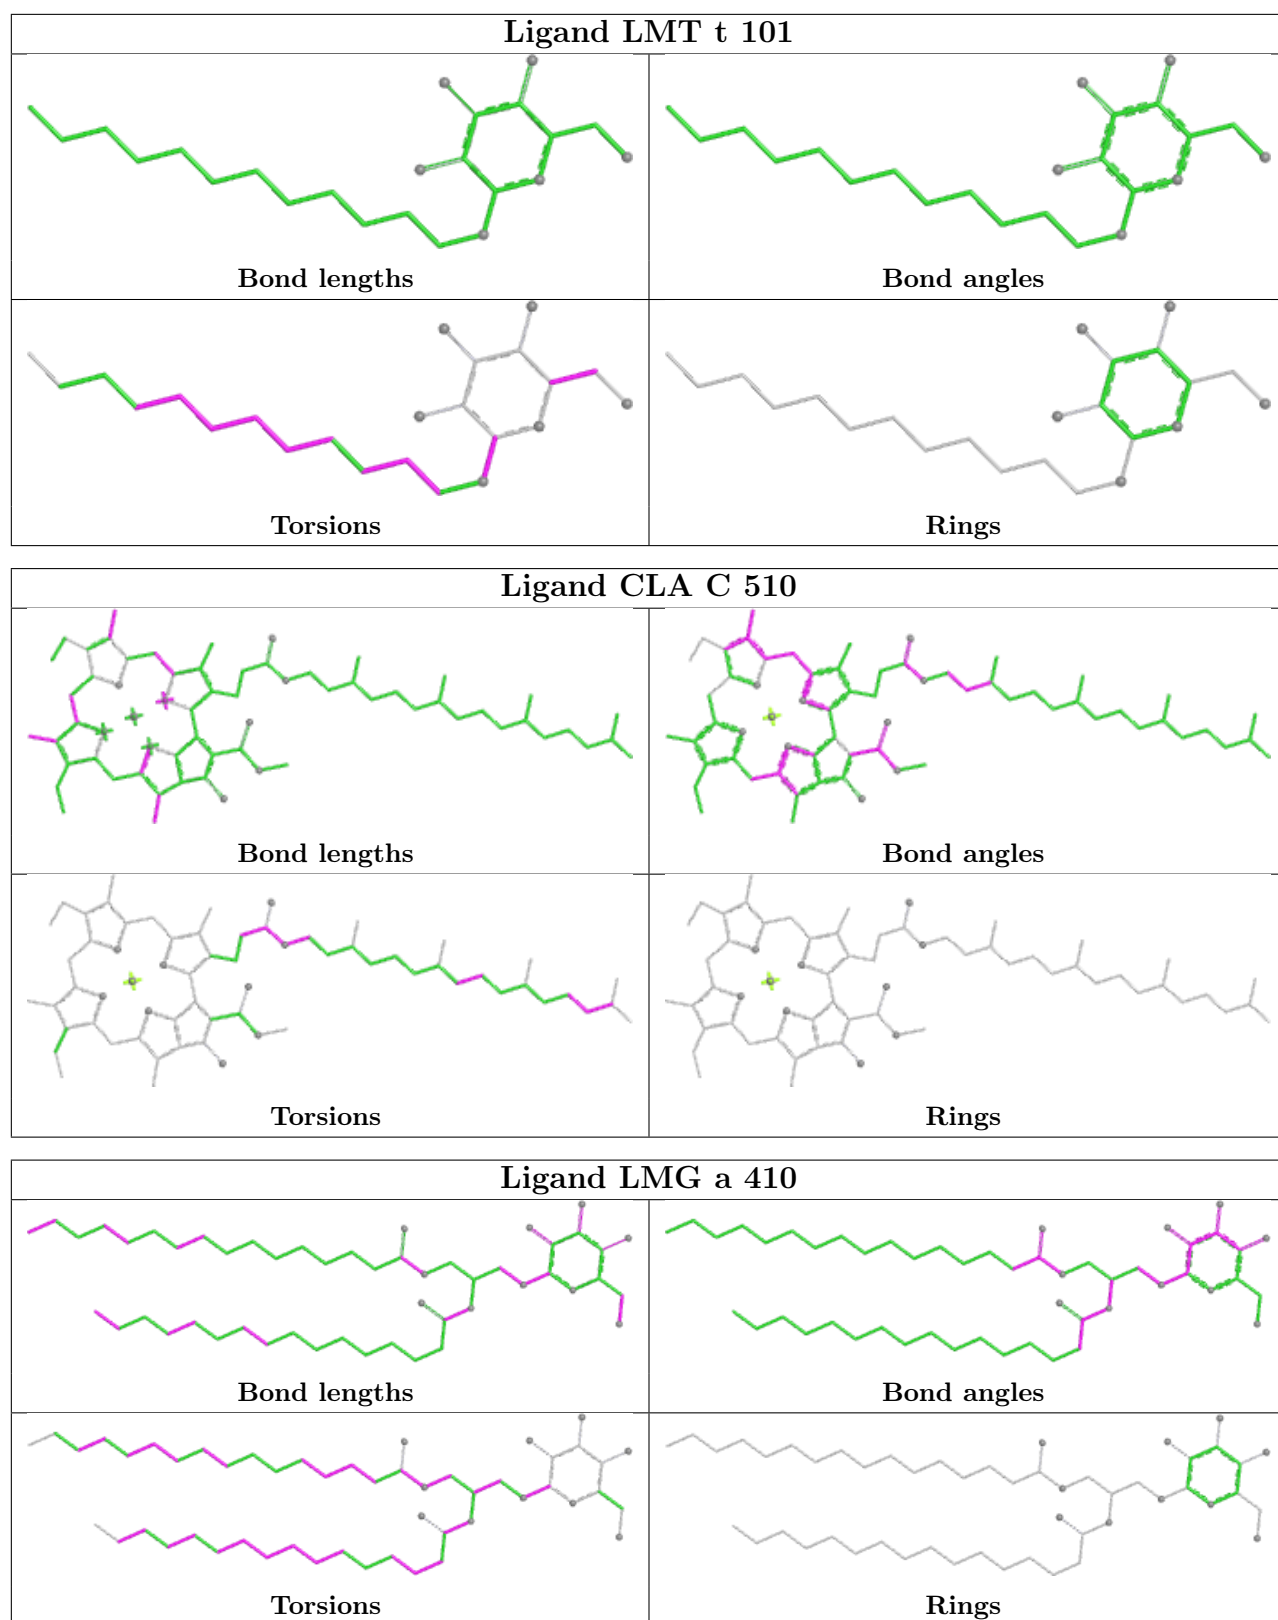 Ligand LMT t 101
Bond lengths
Bond angles
Torsions
Rings
Ligand CLA C 510
Bond lengths
Bond angles
Torsions
Rings
Ligand LMG a 410
Bond lengths
Bond angles
Torsions
Rings